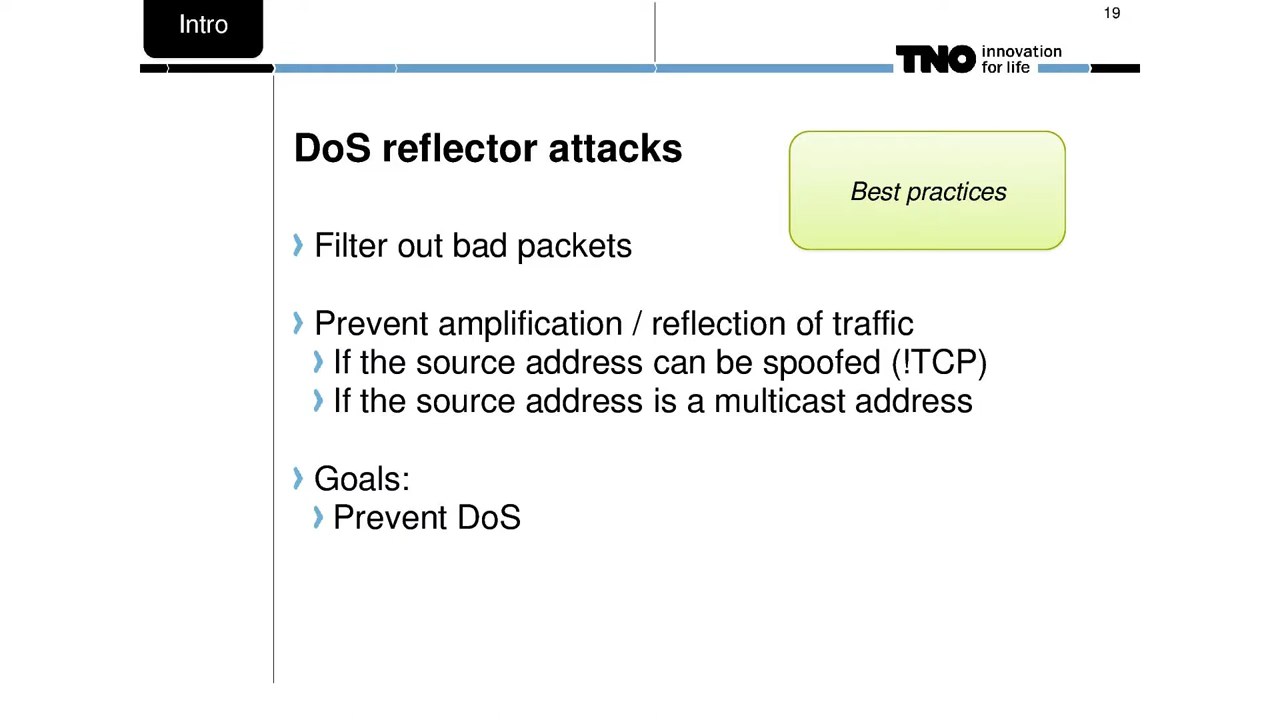 Intro
19
TNO innovation
for life
DoS reflector attacks
Best practices
Filter out bad packets
Prevent amplification / reflection of traffic
If the source address can be spoofed (!TCP)
If the source address is a multicast address
Goals:
Prevent DoS